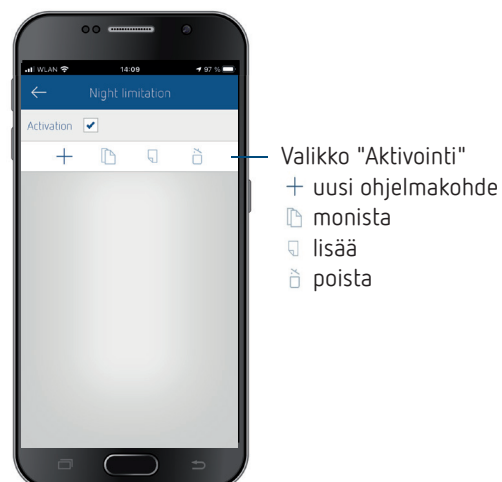 WLAN 14:09 97 %
Night limitation
Activation
Valikko "Aktivointi"
+ uusi ohjelmakohde
monista
lisää
poista